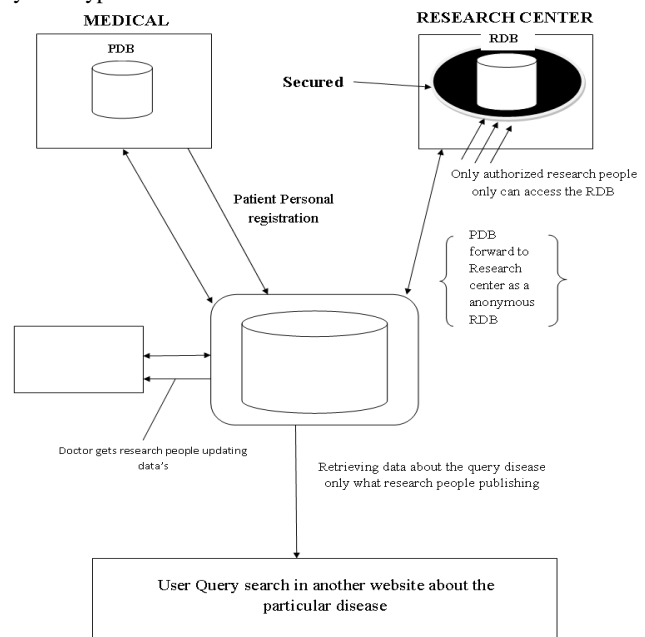 MEDICAL
RESEARCH CENTER
PDB
RDB
Secured
Only authorized research people
only can access the RDB
Patient Personal
registration
PDB
forward to
Research
center as a
anonymous
RDB
Doctor gets research people updating
data's
Retrieving data about the query disease
only what research people publishing
User Query search in another website about the
particular disease